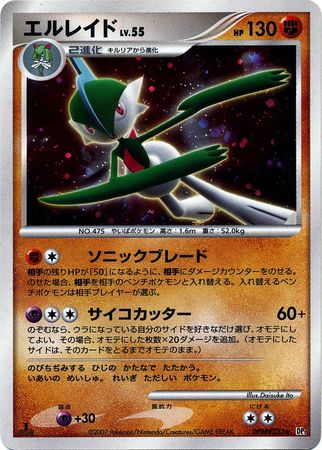 エルレイド LV.55 HP 130
2進化 キルリアから進化
NO.475 やいばポケモン 高さ：1.6m 重さ：52.0kg
ソニックブレード
相手の残りHPが「50」になるように、相手にダメージカウンターをのせる。
のせた場合、相手を相手のベンチポケモンと入れ替える。入れ替えるベン
チポケモンは相手プレイヤーが選ぶ。
サイコカッター 60+
のぞむなら、ウラになっている自分のサイドを好きなだけ選び、オモテにし
てよい。その場合、オモテにした枚数×20ダメージを追加。（オモテにし
たサイドは、そのカードをとるまでオモテのまま。）
のびちぢみする ひじの かたなで たたかう。
いあいの めいしゅ。 れいぎ ただしい ポケモン。
Illus.Daisuke Ito
弱点 抵抗力 にげる
+30
©2007 Pokémon/Nintendo/Creatures/GAME FREAK.